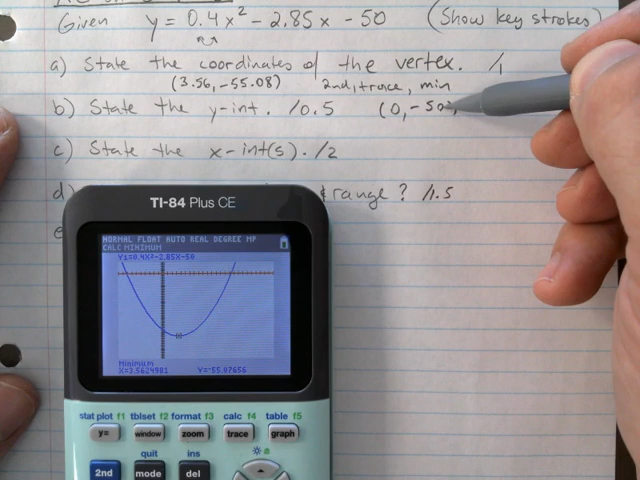 Given y = 0.4x² - 2.85x - 50 (Show key strokes)
a) State the coordinates of the vertex. /1
(3.56, -55.08) 2nd, trace, min
b) State the y-int. /0.5 (0, -50
c) State the x-int(s). /2
d) & range? /1.5
TI-84 Plus CE
NORMAL FLOAT AUTO REAL DEGREE MP
CALC MINIMUM
Y1=0.4X²-2.85X-50
Minimum
X=3.5624981 Y=-55.07656
stat plot f1 tblset f2 format f3 calc f4 table f5
y= window zoom trace graph
quit ins
2nd mode del